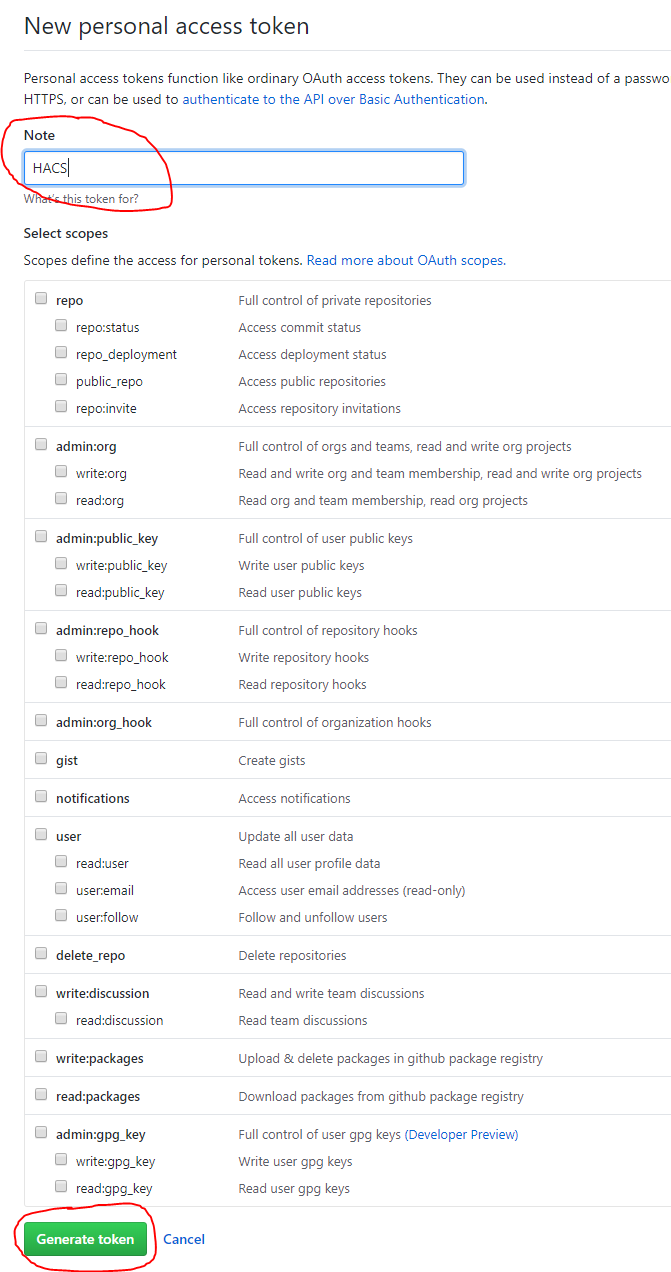 New personal access token
Personal access tokens function like ordinary OAuth access tokens. They can be used instead of a passwo
HTTPS, or can be used to authenticate to the API over Basic Authentication.
Note
HACS
What's this token for?
Select scopes
Scopes define the access for personal tokens. Read more about OAuth scopes.
repo Full control of private repositories
repo:status Access commit status
repo_deployment Access deployment status
public_repo Access public repositories
repo:invite Access repository invitations
admin:org Full control of orgs and teams, read and write org projects
write:org Read and write org and team membership, read and write org projects
read:org Read org and team membership, read org projects
admin:public_key Full control of user public keys
write:public_key Write user public keys
read:public_key Read user public keys
admin:repo_hook Full control of repository hooks
write:repo_hook Write repository hooks
read:repo_hook Read repository hooks
admin:org_hook Full control of organization hooks
gist Create gists
notifications Access notifications
user Update all user data
read:user Read all user profile data
user:email Access user email addresses (read-only)
user:follow Follow and unfollow users
delete_repo Delete repositories
write:discussion Read and write team discussions
read:discussion Read team discussions
write:packages Upload & delete packages in github package registry
read:packages Download packages from github package registry
admin:gpg_key Full control of user gpg keys (Developer Preview)
write:gpg_key Write user gpg keys
read:gpg_key Read user gpg keys
Generate token Cancel